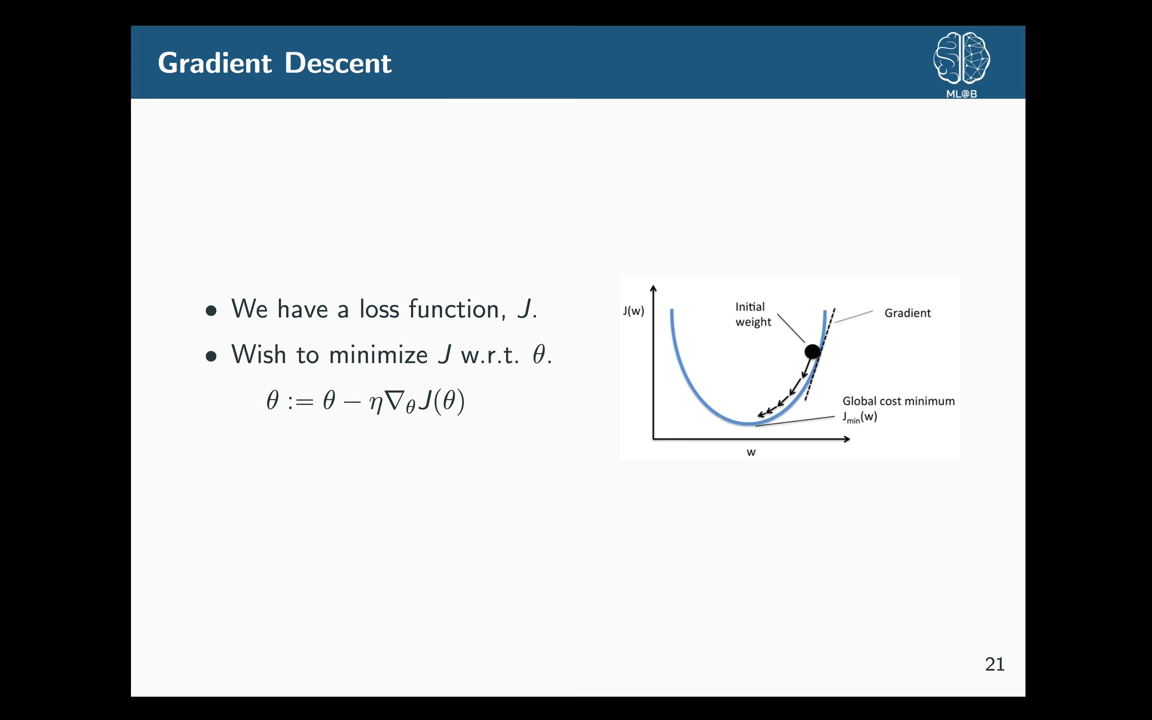 Gradient Descent
ML@B
• We have a loss function, J.
• Wish to minimize J w.r.t. θ.
θ := θ − η∇θJ(θ)
J(w)
Initial
weight
Gradient
Global cost minimum
Jmin(w)
w
21